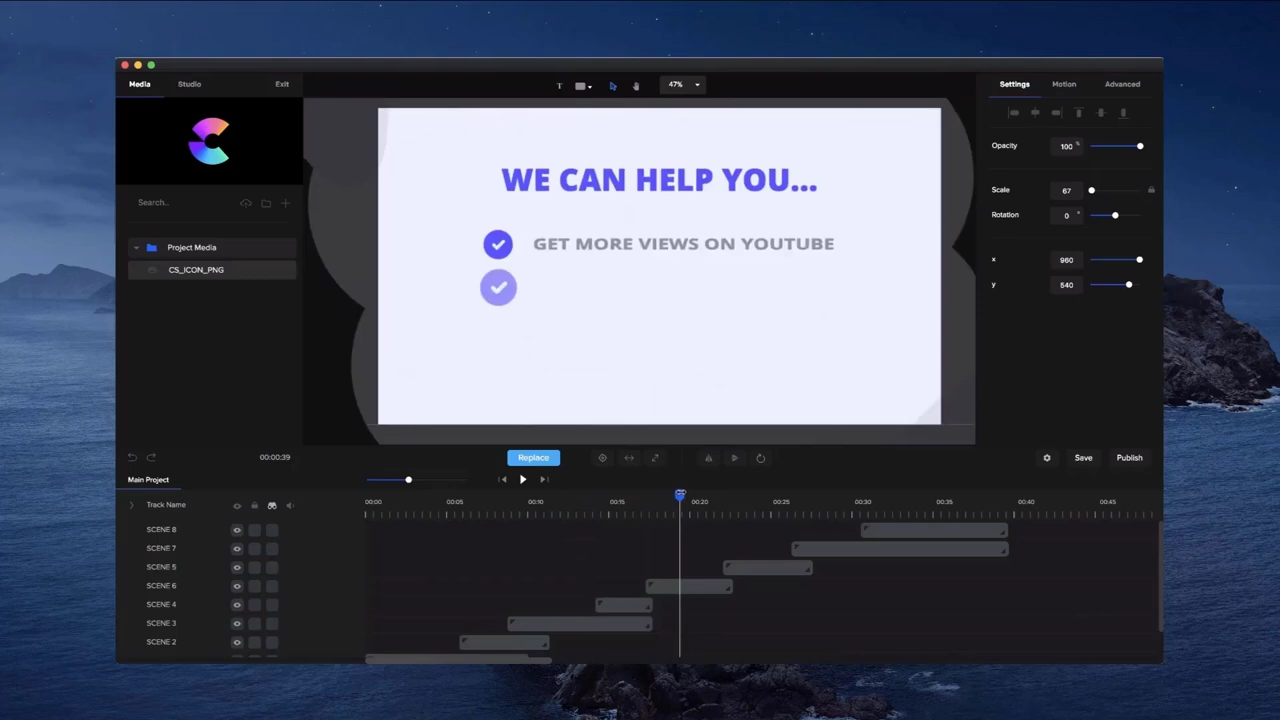 Media Studio Exit
T 47%
Settings Motion Advanced
WE CAN HELP YOU...
GET MORE VIEWS ON YOUTUBE
Opacity 100 %
Scale 67
Rotation 0 °
x 960
y 540
Search..
Project Media
CS_ICON_PNG
00:00:39
Replace
Save Publish
Main Project
Track Name
00:00 00:05 00:10 00:15 00:20 00:25 00:30 00:35 00:40 00:45
SCENE 8
SCENE 7
SCENE 5
SCENE 6
SCENE 4
SCENE 3
SCENE 2